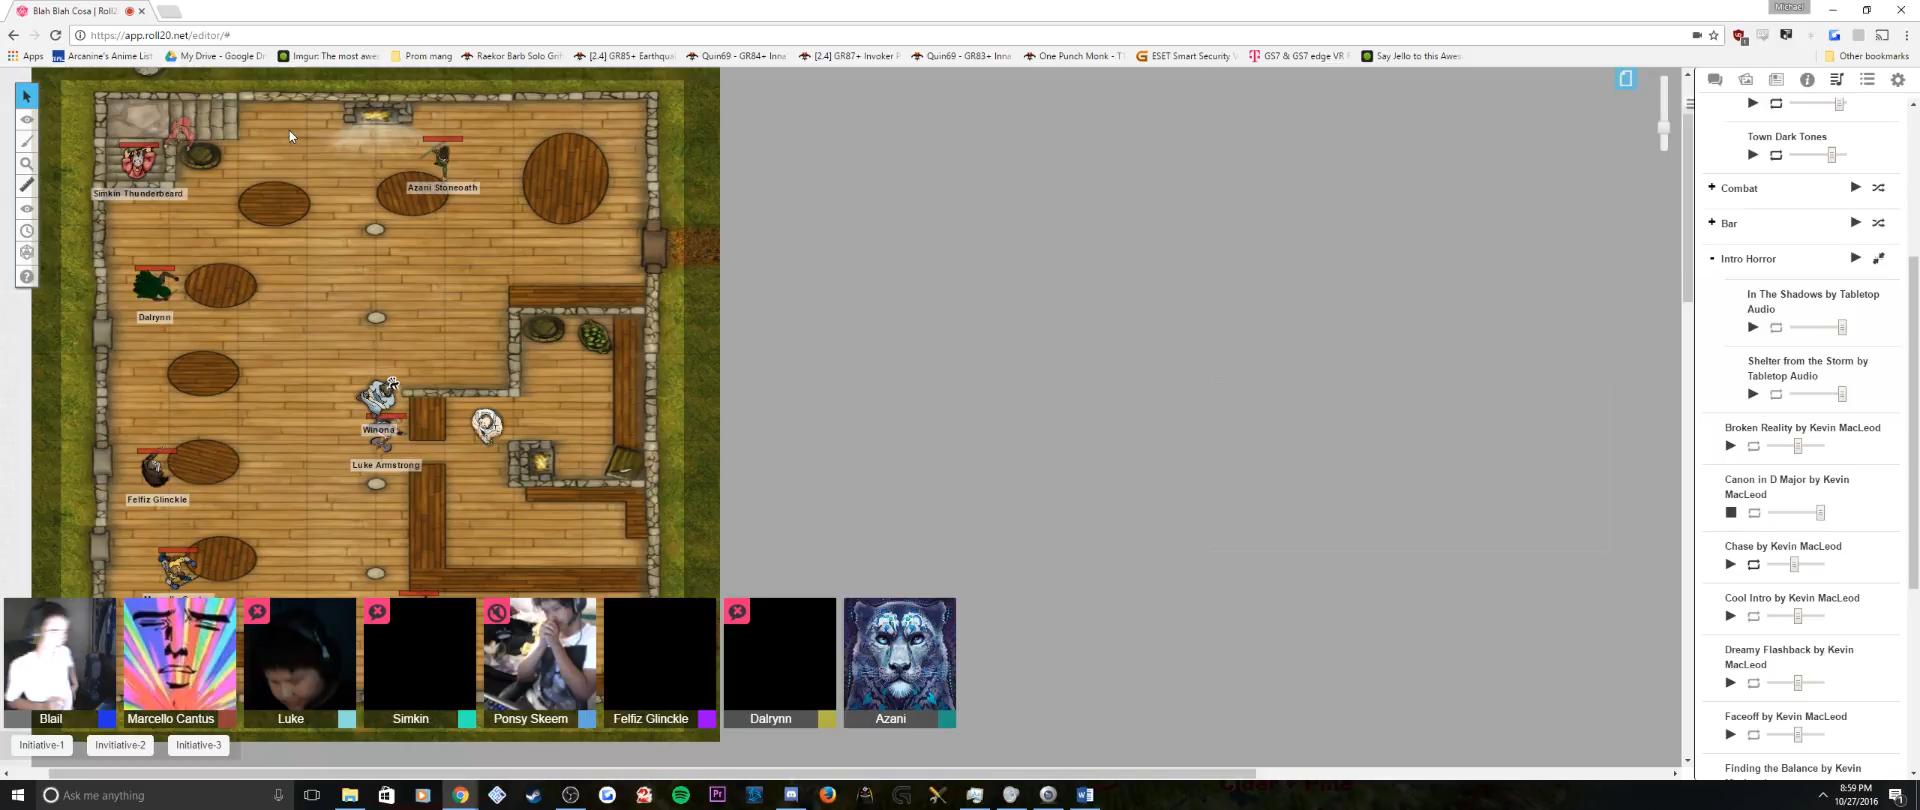 Blah Blah Cosa | Roll2
Michael
https://app.roll20.net/editor/#
Apps
Arcanine's Anime List
My Drive - Google Dr
Imgur: The most awe
Prom mang
Raekor Barb Solo Gri
[2.4] GR85+ Earthqua
Quin69 - GR84+ Inna
[2.4] GR87+ Invoker P
Quin69 - GR83+ Inna
One Punch Monk - T1
ESET Smart Security V
GS7 & GS7 edge VR F
Say Jello to this Awes
Other bookmarks
Simkin Thunderbeard
Azani Stoneoath
Dalrynn
Winona
Luke Armstrong
Felfiz Glinckle
Blail
Marcello Cantus
Luke
Simkin
Ponsy Skeem
Felfiz Glinckle
Dalrynn
Azani
Initiative-1
Invitiative-2
Initiative-3
Town Dark Tones
Combat
Bar
Intro Horror
In The Shadows by Tabletop
Audio
Shelter from the Storm by
Tabletop Audio
Broken Reality by Kevin MacLeod
Canon in D Major by Kevin
MacLeod
Chase by Kevin MacLeod
Cool Intro by Kevin MacLeod
Dreamy Flashback by Kevin
MacLeod
Faceoff by Kevin MacLeod
Finding the Balance by Kevin
Ask me anything
8:59 PM
10/27/2016